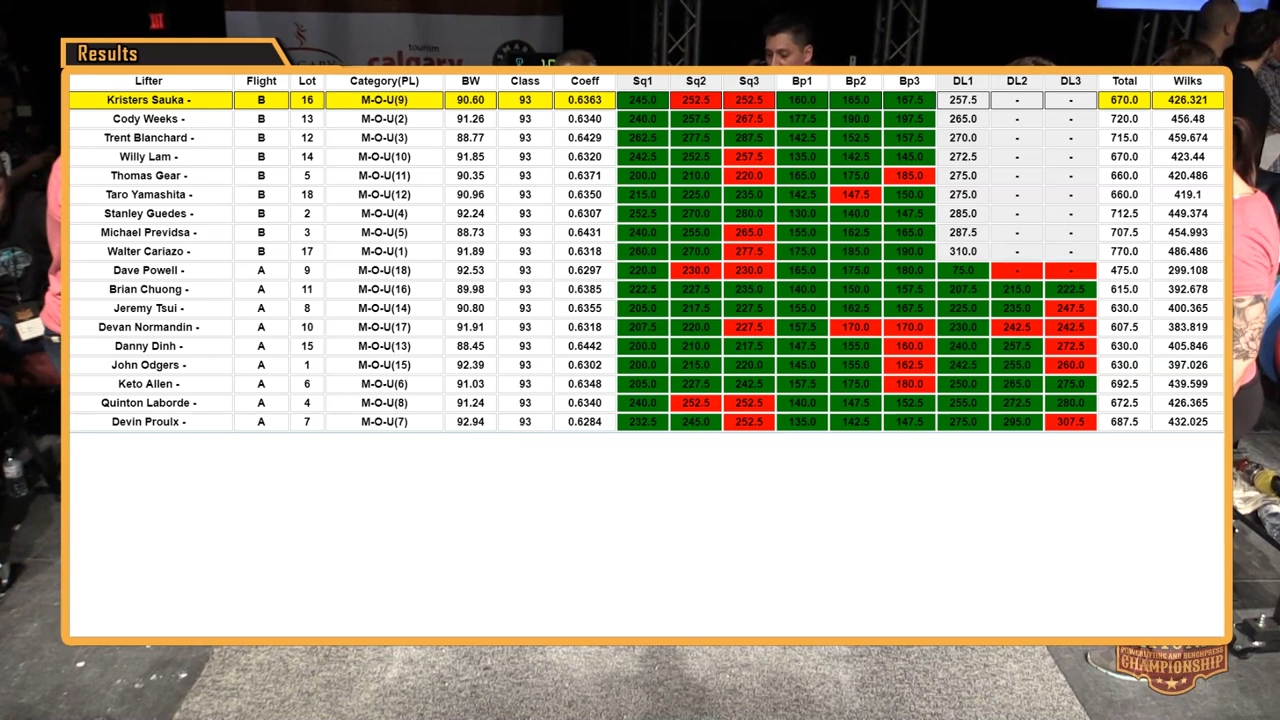 tourism
calgary
Results
Lifter Flight Lot Category(PL) BW Class Coeff Sq1 Sq2 Sq3 Bp1 Bp2 Bp3 DL1 DL2 DL3 Total Wilks
Kristers Sauka - B 16 M-O-U(9) 90.60 93 0.6363 245.0 252.5 252.5 160.0 165.0 167.5 257.5 - - 670.0 426.321
Cody Weeks - B 13 M-O-U(2) 91.26 93 0.6340 240.0 257.5 267.5 177.5 190.0 197.5 265.0 - - 720.0 456.48
Trent Blanchard - B 12 M-O-U(3) 88.77 93 0.6429 262.5 277.5 287.5 142.5 152.5 157.5 270.0 - - 715.0 459.674
Willy Lam - B 14 M-O-U(10) 91.85 93 0.6320 242.5 252.5 257.5 135.0 142.5 145.0 272.5 - - 670.0 423.44
Thomas Gear - B 5 M-O-U(11) 90.35 93 0.6371 200.0 210.0 220.0 165.0 175.0 185.0 275.0 - - 660.0 420.486
Taro Yamashita - B 18 M-O-U(12) 90.96 93 0.6350 215.0 225.0 235.0 142.5 147.5 150.0 275.0 - - 660.0 419.1
Stanley Guedes - B 2 M-O-U(4) 92.24 93 0.6307 252.5 270.0 280.0 130.0 140.0 147.5 285.0 - - 712.5 449.374
Michael Previdsa - B 3 M-O-U(5) 88.73 93 0.6431 240.0 255.0 265.0 155.0 162.5 165.0 287.5 - - 707.5 454.993
Walter Cariazo - B 17 M-O-U(1) 91.89 93 0.6318 260.0 270.0 277.5 175.0 185.0 190.0 310.0 - - 770.0 486.486
Dave Powell - A 9 M-O-U(18) 92.53 93 0.6297 220.0 230.0 230.0 165.0 175.0 180.0 75.0 - - 475.0 299.108
Brian Chuong - A 11 M-O-U(16) 89.98 93 0.6385 222.5 227.5 235.0 140.0 150.0 157.5 207.5 215.0 222.5 615.0 392.678
Jeremy Tsui - A 8 M-O-U(14) 90.80 93 0.6355 205.0 217.5 227.5 155.0 162.5 167.5 225.0 235.0 247.5 630.0 400.365
Devan Normandin - A 10 M-O-U(17) 91.91 93 0.6318 207.5 220.0 227.5 157.5 170.0 170.0 230.0 242.5 242.5 607.5 383.819
Danny Dinh - A 15 M-O-U(13) 88.45 93 0.6442 200.0 210.0 217.5 147.5 155.0 160.0 240.0 257.5 272.5 630.0 405.846
John Odgers - A 1 M-O-U(15) 92.39 93 0.6302 200.0 215.0 220.0 145.0 155.0 162.5 242.5 255.0 260.0 630.0 397.026
Keto Allen - A 6 M-O-U(6) 91.03 93 0.6348 205.0 227.5 242.5 157.5 175.0 180.0 250.0 265.0 275.0 692.5 439.599
Quinton Laborde - A 4 M-O-U(8) 91.24 93 0.6340 240.0 252.5 252.5 140.0 147.5 152.5 255.0 272.5 280.0 672.5 426.365
Devin Proulx - A 7 M-O-U(7) 92.94 93 0.6284 232.5 245.0 252.5 135.0 142.5 147.5 275.0 295.0 307.5 687.5 432.025
POWERLIFTING AND BENCHPRESS
CHAMPIONSHIP